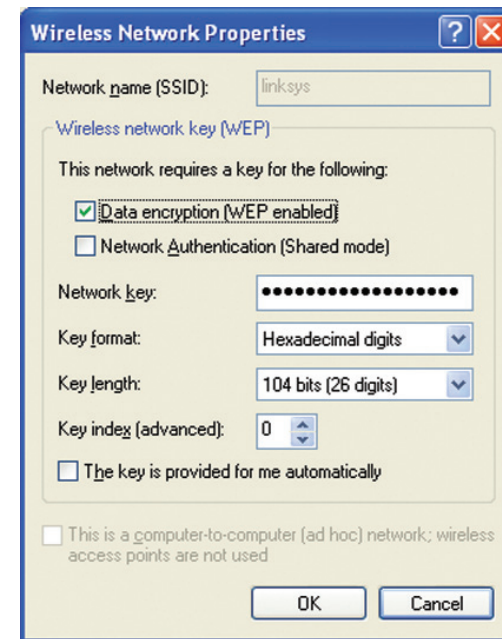 Wireless Network Properties
Network name (SSID): linksys
Wireless network key (WEP)
This network requires a key for the following:
Data encryption (WEP enabled)
Network Authentication (Shared mode)
Network key: ••••••••••••••••••
Key format: Hexadecimal digits
Key length: 104 bits (26 digits)
Key index (advanced): 0
The key is provided for me automatically
This is a computer-to-computer (ad hoc) network; wireless
access points are not used
OK Cancel